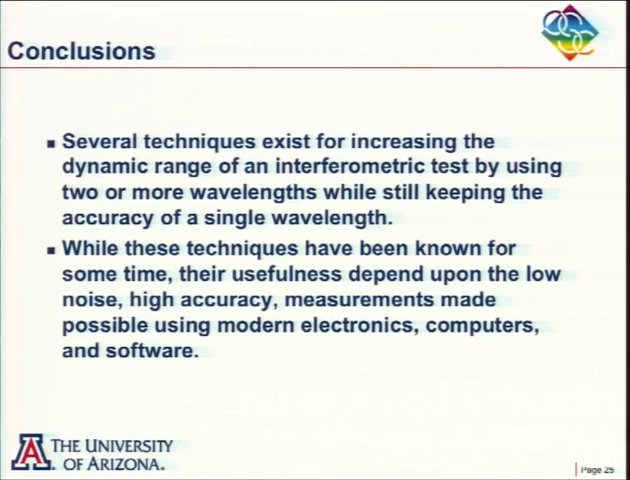 Conclusions
Several techniques exist for increasing the
dynamic range of an interferometric test by using
two or more wavelengths while still keeping the
accuracy of a single wavelength.
While these techniques have been known for
some time, their usefulness depend upon the low
noise, high accuracy, measurements made
possible using modern electronics, computers,
and software.
A THE UNIVERSITY
OF ARIZONA.
Page 25